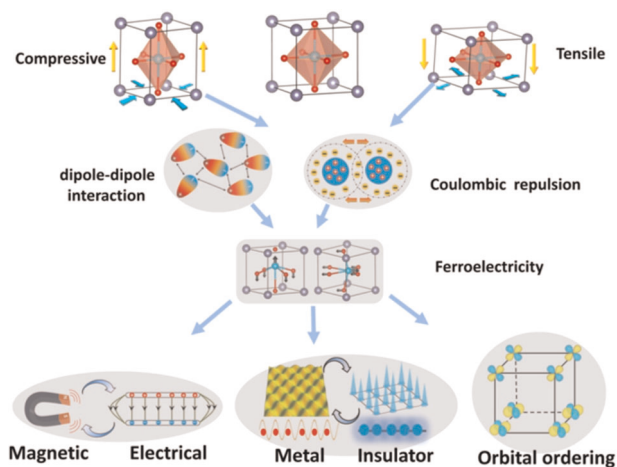 Compressive
Tensile
dipole-dipole
interaction
Coulombic repulsion
Ferroelectricity
Magnetic
Electrical
Metal
Insulator
Orbital ordering